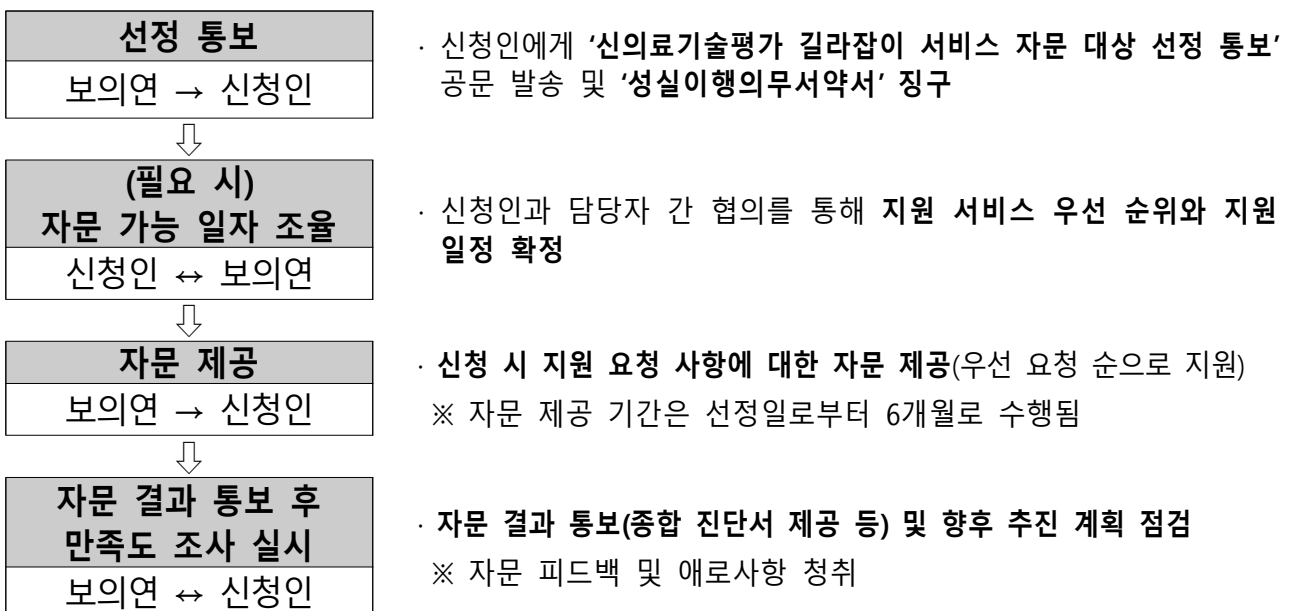 선정 통보
보의연 → 신청인
· 신청인에게 ‘신의료기술평가 길라잡이 서비스 자문 대상 선정 통보’
공문 발송 및 ‘성실이행의무서약서’ 징구
⇩
(필요 시)
자문 가능 일자 조율
신청인 ↔ 보의연
· 신청인과 담당자 간 협의를 통해 지원 서비스 우선 순위와 지원
일정 확정
⇩
자문 제공
보의연 → 신청인
· 신청 시 지원 요청 사항에 대한 자문 제공(우선 요청 순으로 지원)
※ 자문 제공 기간은 선정일로부터 6개월로 수행됨
⇩
자문 결과 통보 후
만족도 조사 실시
보의연 ↔ 신청인
· 자문 결과 통보(종합 진단서 제공 등) 및 향후 추진 계획 점검
※ 자문 피드백 및 애로사항 청취